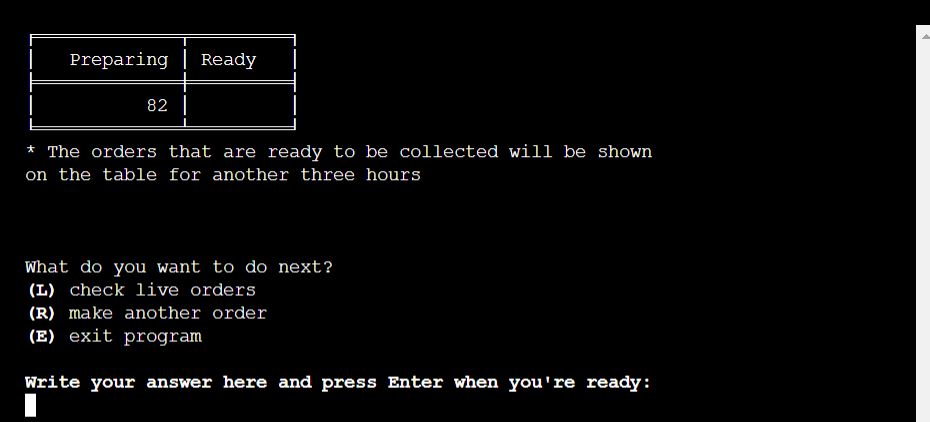 Preparing Ready
82
* The orders that are ready to be collected will be shown
on the table for another three hours
What do you want to do next?
(L) check live orders
(R) make another order
(E) exit program
Write your answer here and press Enter when you're ready: